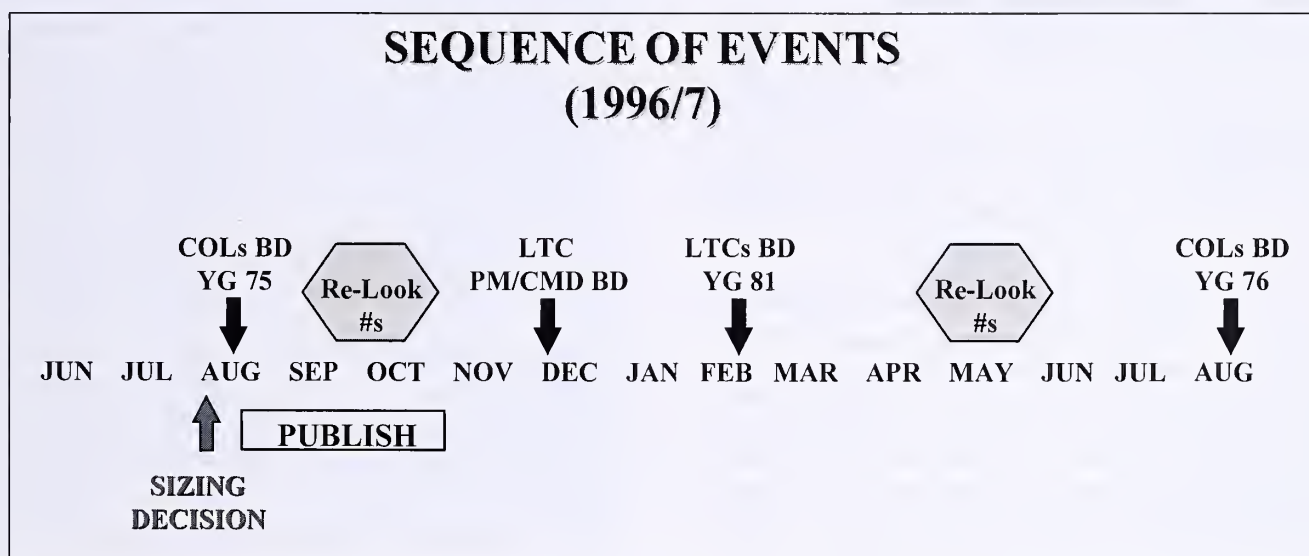 SEQUENCE OF EVENTS
(1996/7)
COLs BD
YG 75
Re-Look
#s
LTC
PM/CMD BD
LTCs BD
YG 81
Re-Look
#s
COLs BD
YG 76
JUN JUL AUG SEP OCT NOV DEC JAN FEB MAR APR MAY JUN JUL AUG
PUBLISH
SIZING
DECISION